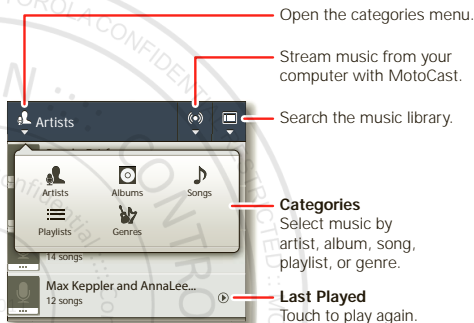 Open the categories menu.
Stream music from your
computer with MotoCast.
Search the music library.
Artists
Artists
Albums
Songs
Playlists
Genres
14 songs
Max Keppler and AnnaLee...
12 songs
Categories
Select music by
artist, album, song,
playlist, or genre.
Last Played
Touch to play again.